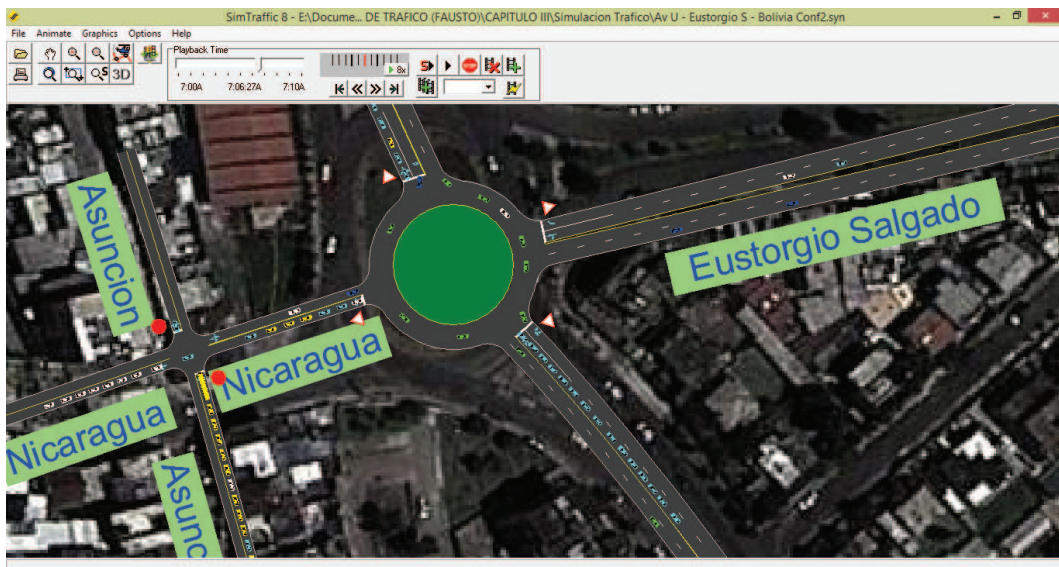 SimTraffic 8 - E:\Docume... DE TRAFICO (FAUSTO)\CAPITULO III\Simulacion Trafico\Av U - Eustorgio S - Bolivia Conf2.syn
File Animate Graphics Options Help
Playback Time
8x
S
STOP
3D
7:00A 7:06:27A 7:10A
Asuncion
Eustorgio Salgado
Nicaragua
Nicaragua
Asunc